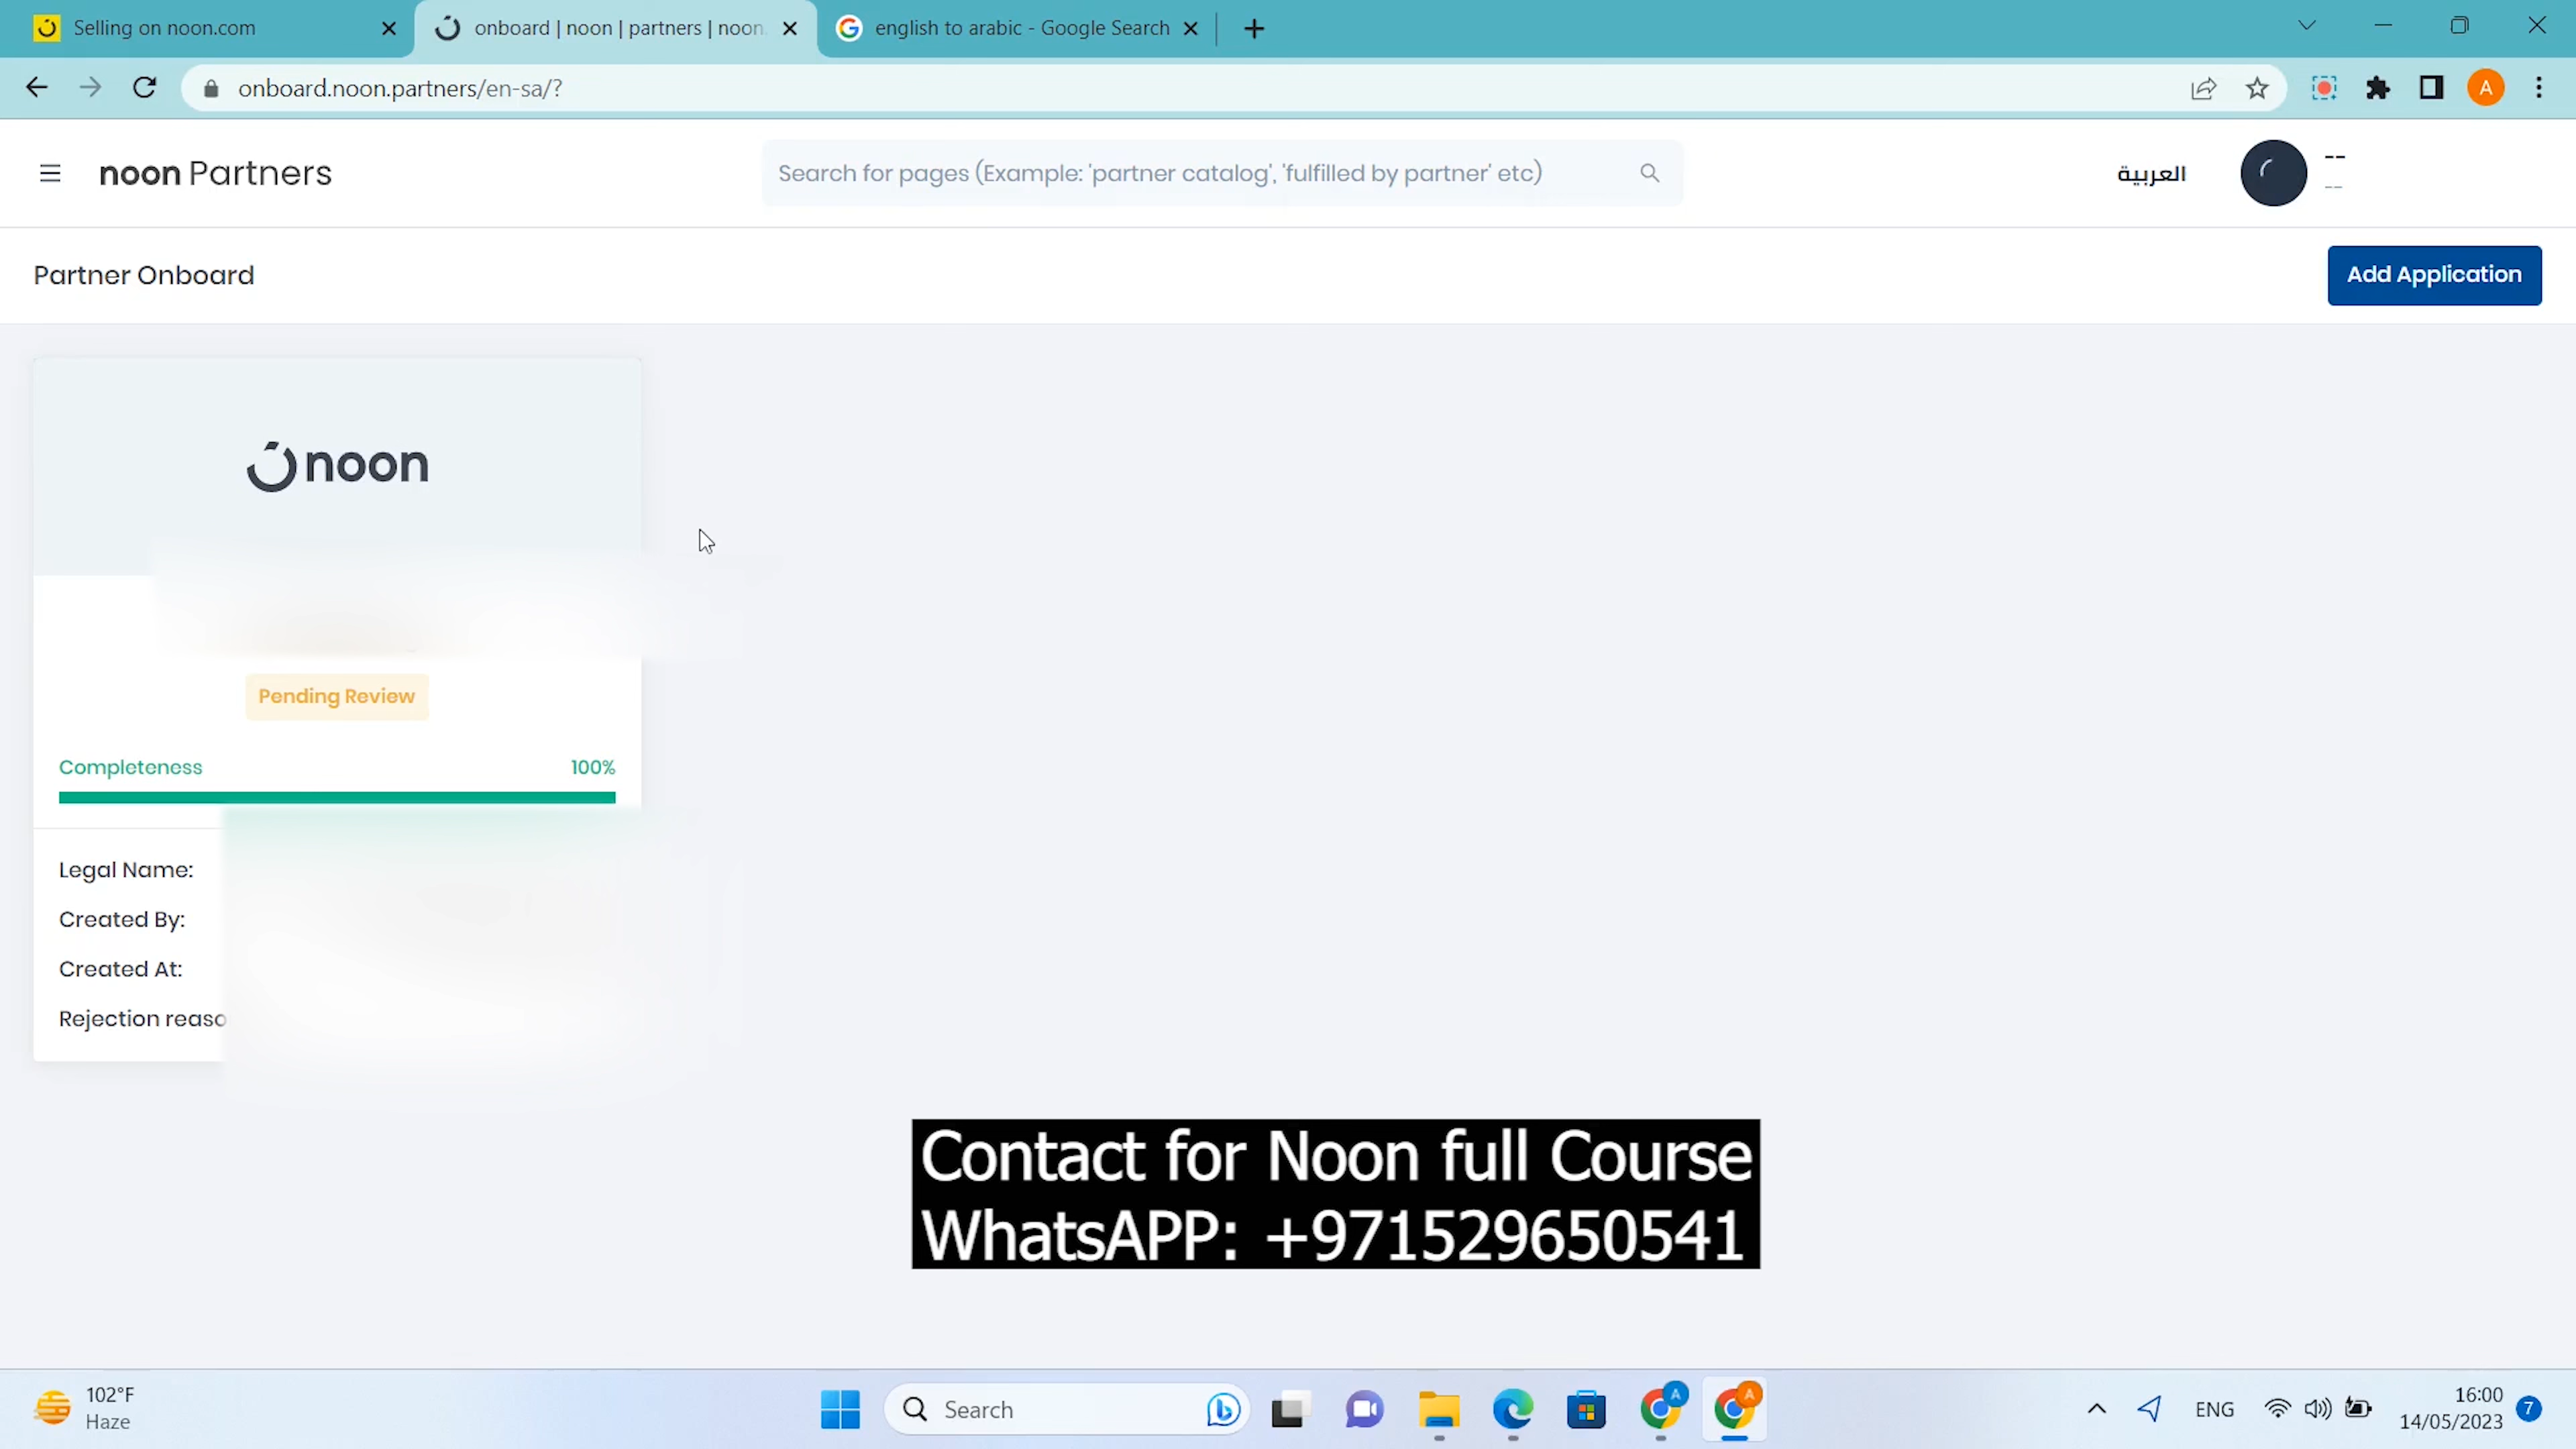 Selling on noon.com
onboard | noon | partners | noon.
english to arabic - Google Search
onboard.noon.partners/en-sa/?
A
noon Partners
Search for pages (Example: 'partner catalog', 'fulfilled by partner' etc)
العربية
--
--
Partner Onboard
Add Application
noon
Pending Review
Completeness 100%
Legal Name:
Created By:
Created At:
Rejection reaso
Contact for Noon full Course
WhatsAPP: +971529650541
102°F
Haze
Search
A
A
ENG
16:00
14/05/2023
7